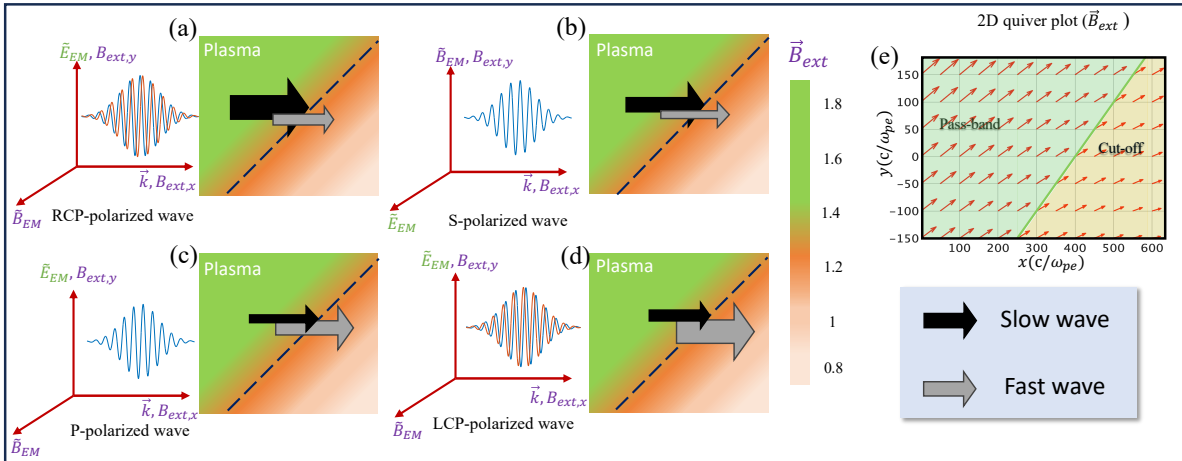 (a)
Ẽ_EM, B_ext,y
Plasma
k⃗, B_ext,x
B̃_EM
RCP-polarized wave
(b)
B̃_EM, B_ext,y
Plasma
k⃗, B_ext,x
Ẽ_EM
S-polarized wave
(c)
Ẽ_EM, B_ext,y
Plasma
k⃗, B_ext,x
B̃_EM
P-polarized wave
(d)
Ẽ_EM, B_ext,y
Plasma
k⃗, B_ext,x
B̃_EM
LCP-polarized wave
B⃗_ext
1.8
1.6
1.4
1.2
1
0.8
2D quiver plot (B⃗_ext)
(e)
y(c/ω_pe)
150
100
50
0
−50
−100
−150
Pass-band
Cut-off
100 200 300 400 500 600
x(c/ω_pe)
Slow wave
Fast wave